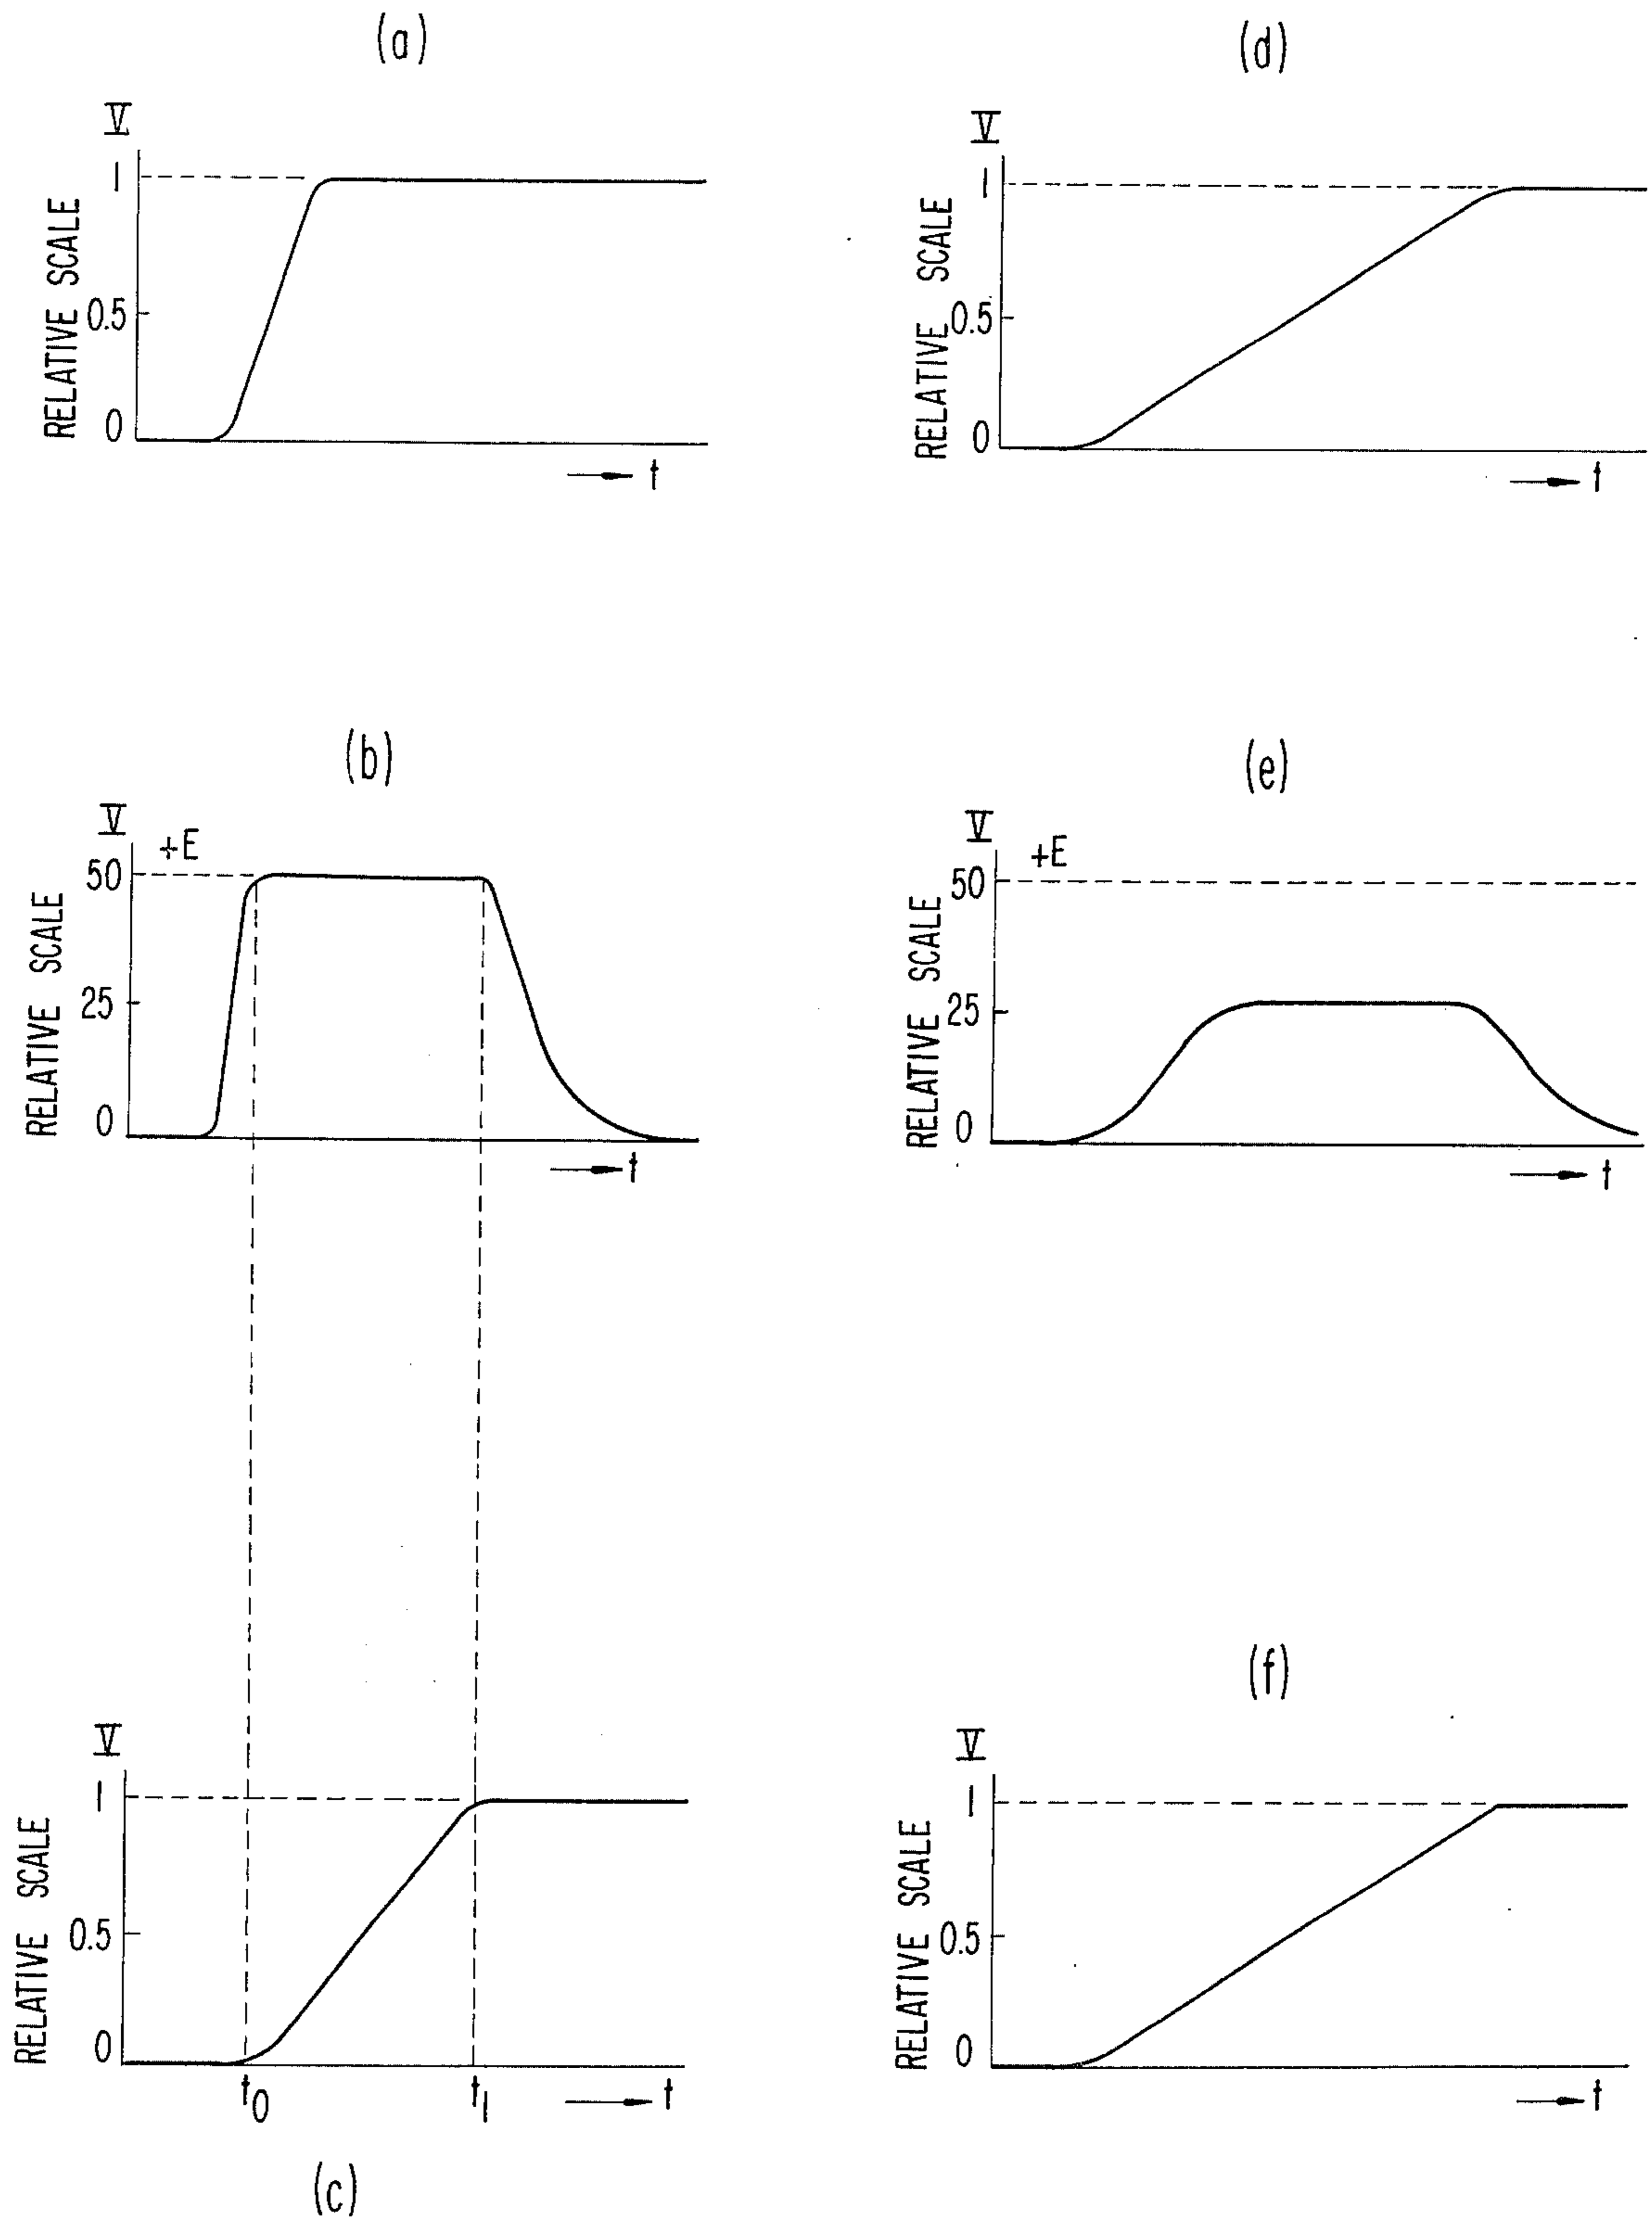 (a)
V
1
0.5
0
RELATIVE SCALE
t
(d)
V
1
0.5
0
RELATIVE SCALE
t
(b)
V
+E
50
25
0
RELATIVE SCALE
t
(e)
V
+E
50
25
0
RELATIVE SCALE
t
V
1
0.5
0
RELATIVE SCALE
t0
t1
t
(c)
(f)
V
1
0.5
0
RELATIVE SCALE
t